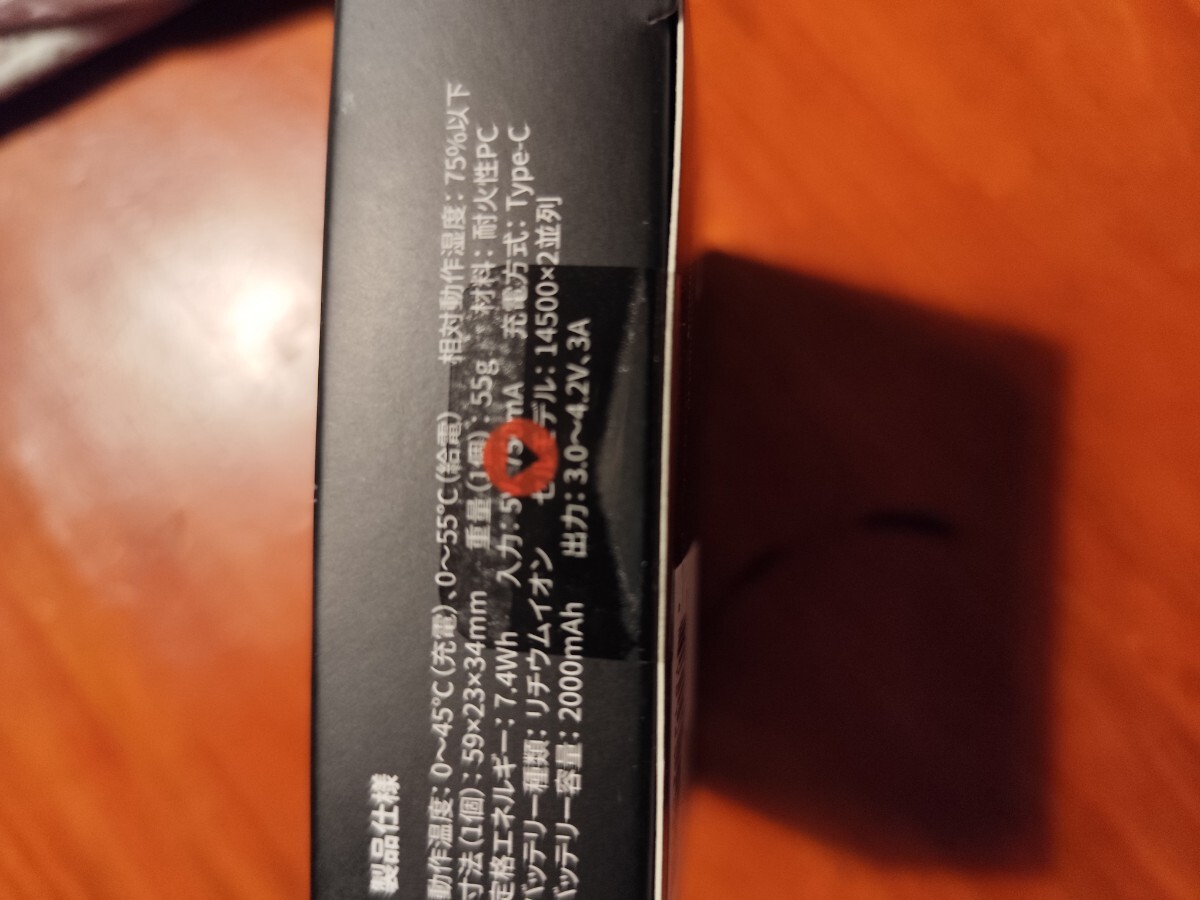 製品仕様
動作温度：0～45℃（充電）、0～55℃（給電） 相対動作湿度：75%以下
寸法（1個）：59×23×34mm 重量（1個）：55g 材料：耐火性PC
定格エネルギー：7.4Wh 入力：5V mA 充電方式：Type-C
バッテリー種類：リチウムイオン セ デル：14500×2並列
バッテリー容量：2000mAh 出力：3.0～4.2V、3A